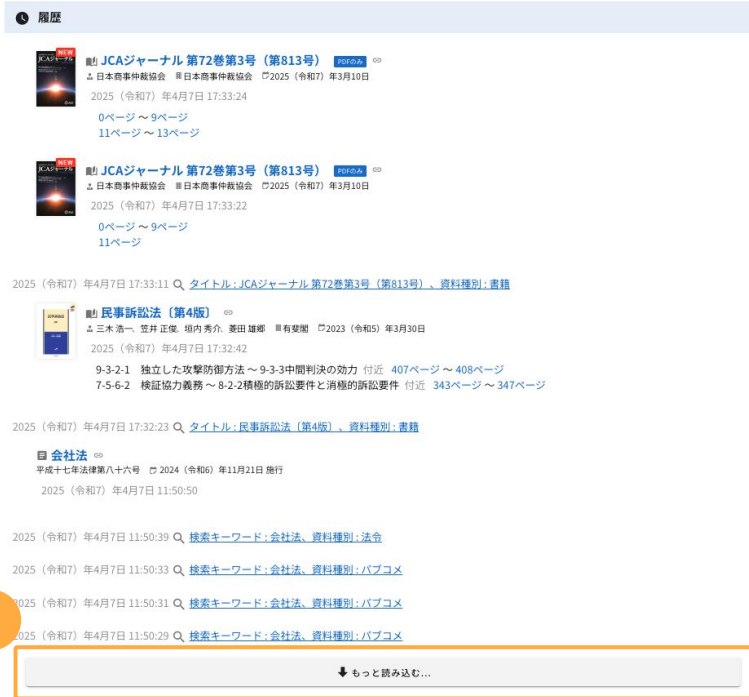 履歴
NEW
JCAジャーナル
JCAジャーナル 第72巻第3号（第813号） PDFのみ
日本商事仲裁協会 日本商事仲裁協会 2025（令和7）年3月10日
2025（令和7）年4月7日 17:33:24
0ページ 〜 9ページ
11ページ 〜 13ページ
NEW
JCAジャーナル
JCAジャーナル 第72巻第3号（第813号） PDFのみ
日本商事仲裁協会 日本商事仲裁協会 2025（令和7）年3月10日
2025（令和7）年4月7日 17:33:22
0ページ 〜 9ページ
11ページ
2025（令和7）年4月7日 17:33:11 タイトル : JCAジャーナル 第72巻第3号（第813号）、資料種別 : 書籍
民事訴訟法〔第4版〕
三木 浩一、笠井 正俊、垣内 秀介、菱田 雄郷 有斐閣 2023（令和5）年3月30日
2025（令和7）年4月7日 17:32:42
9-3-2-1 独立した攻撃防御方法 〜 9-3-3中間判決の効力 付近 407ページ 〜 408ページ
7-5-6-2 検証協力義務 〜 8-2-2積極的訴訟要件と消極的訴訟要件 付近 343ページ 〜 347ページ
2025（令和7）年4月7日 17:32:23 タイトル : 民事訴訟法〔第4版〕、資料種別 : 書籍
会社法
平成十七年法律第八十六号 2024（令和6）年11月21日 施行
2025（令和7）年4月7日 11:50:50
2025（令和7）年4月7日 11:50:39 検索キーワード : 会社法、資料種別 : 法令
2025（令和7）年4月7日 11:50:33 検索キーワード : 会社法、資料種別 : パブコメ
2025（令和7）年4月7日 11:50:31 検索キーワード : 会社法、資料種別 : パブコメ
2025（令和7）年4月7日 11:50:29 検索キーワード : 会社法、資料種別 : パブコメ
もっと読み込む...